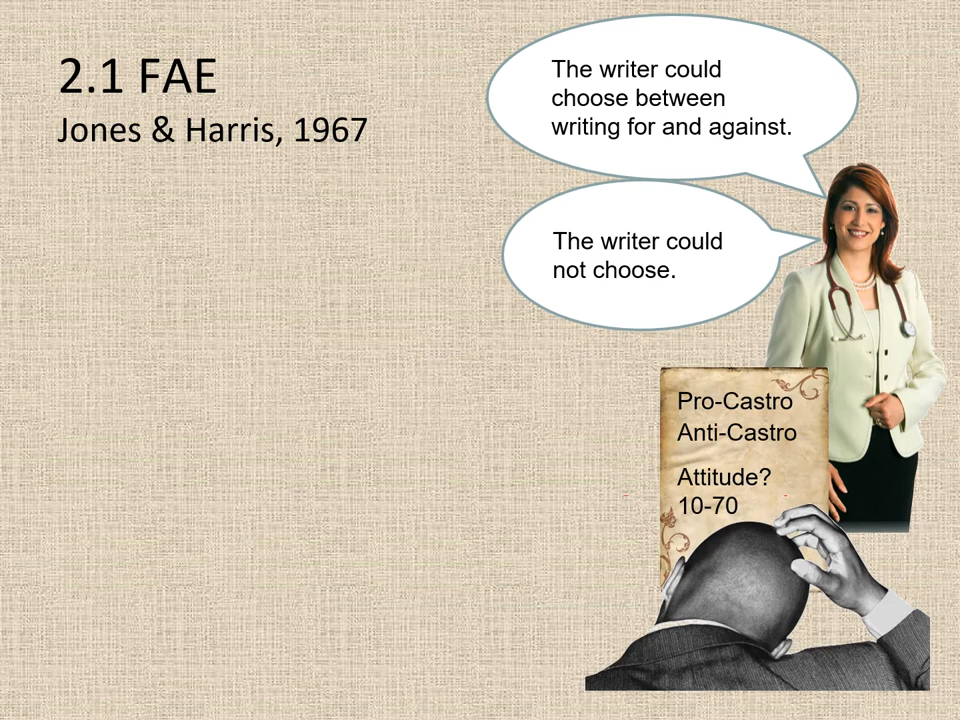 2.1 FAE
Jones & Harris, 1967
The writer could
choose between
writing for and against.
The writer could
not choose.
Pro-Castro
Anti-Castro
Attitude?
10-70